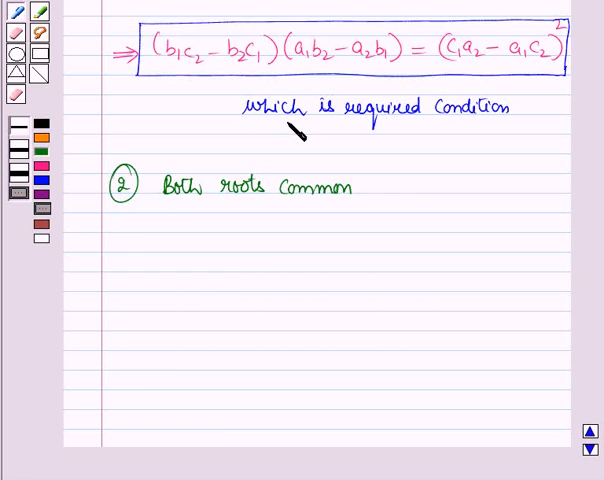 ⇒ (b₁c₂ − b₂c₁)(a₁b₂ − a₂b₁) = (c₁a₂ − a₁c₂)²
which is required Condition
② Both roots Common